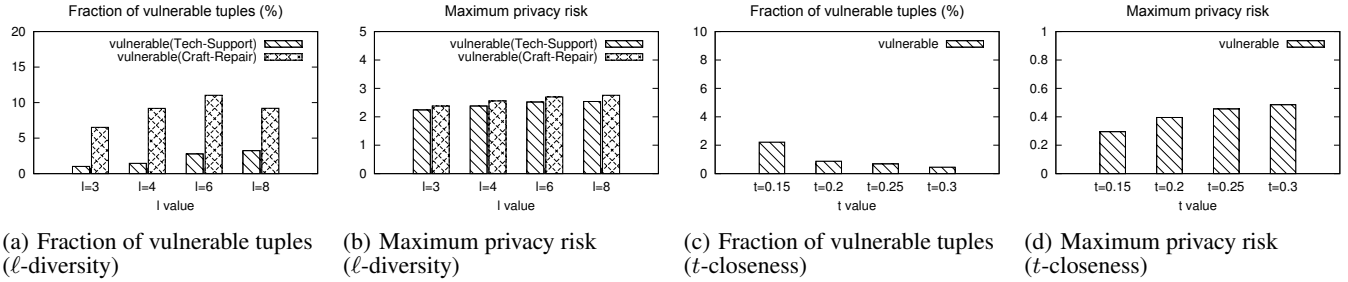 Fraction of vulnerable tuples (%)
20
15
10
5
0
vulnerable(Tech-Support)
vulnerable(Craft-Repair)
l=3 l=4 l=6 l=8
l value
(a) Fraction of vulnerable tuples
(ℓ-diversity)
Maximum privacy risk
5
4
3
2
1
0
vulnerable(Tech-Support)
vulnerable(Craft-Repair)
l=3 l=4 l=6 l=8
l value
(b) Maximum privacy risk
(ℓ-diversity)
Fraction of vulnerable tuples (%)
10
8
6
4
2
0
vulnerable
t=0.15 t=0.2 t=0.25 t=0.3
t value
(c) Fraction of vulnerable tuples
(t-closeness)
Maximum privacy risk
1
0.8
0.6
0.4
0.2
0
vulnerable
t=0.15 t=0.2 t=0.25 t=0.3
t value
(d) Maximum privacy risk
(t-closeness)